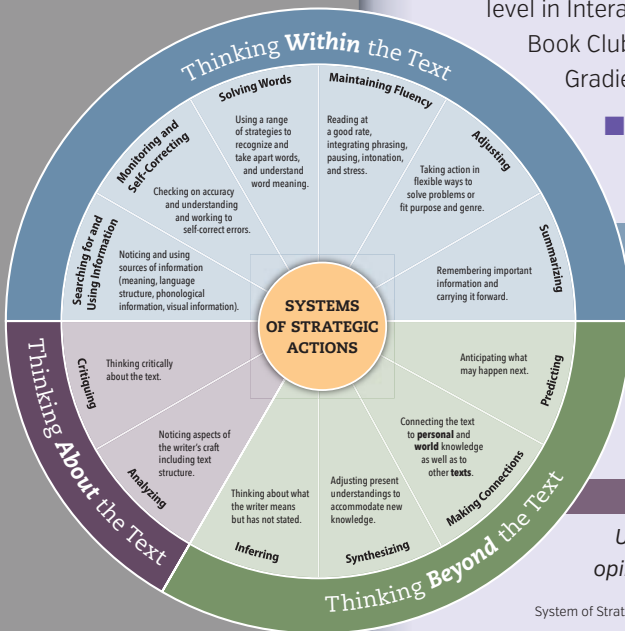 level in Intera
Book Club
Gradie
Thinking Within the Text
Searching for and
Using Information
Noticing and using
sources of information
(meaning, language
structure, phonological
information, visual information).
Monitoring and
Self-Correcting
Checking on accuracy
and understanding
and working to
self-correct errors.
Solving Words
Using a range
of strategies to
recognize and
take apart words,
and understand
word meaning.
Maintaining Fluency
Reading at
a good rate,
integrating phrasing,
pausing, intonation,
and stress.
Adjusting
Taking action in
flexible ways to
solve problems or
fit purpose and genre.
Summarizing
Remembering important
information and
carrying it forward.
SYSTEMS
OF STRATEGIC
ACTIONS
Predicting
Anticipating what
may happen next.
Making Connections
Connecting the text
to personal and
world knowledge
as well as to
other texts.
Synthesizing
Adjusting present
understandings to
accommodate new
knowledge.
Inferring
Thinking about what
the writer means
but has not stated.
Thinking Beyond the Text
Analyzing
Noticing aspects of
the writer's craft
including text
structure.
Critiquing
Thinking critically
about the text.
Thinking About the Text
U
opi
System of Strat